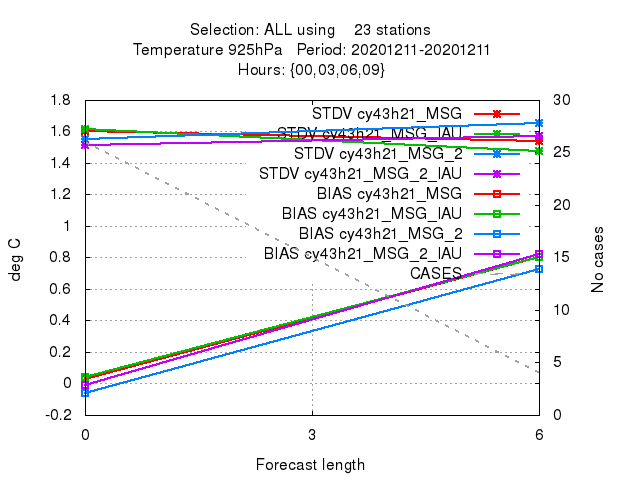 Selection: ALL using    23 stations
Temperature 925hPa   Period: 20201211-20201211
Hours: {00,03,06,09}
1.8
1.6
1.4
1.2
1
0.8
0.6
0.4
0.2
0
-0.2
deg C
STDV cy43h21_MSG
STDV cy43h21_MSG_IAU
STDV cy43h21_MSG_2
STDV cy43h21_MSG_2_IAU
BIAS cy43h21_MSG
BIAS cy43h21_MSG_IAU
BIAS cy43h21_MSG_2
BIAS cy43h21_MSG_2_IAU
CASES
30
25
20
15
10
5
0
No cases
0
3
6
Forecast length